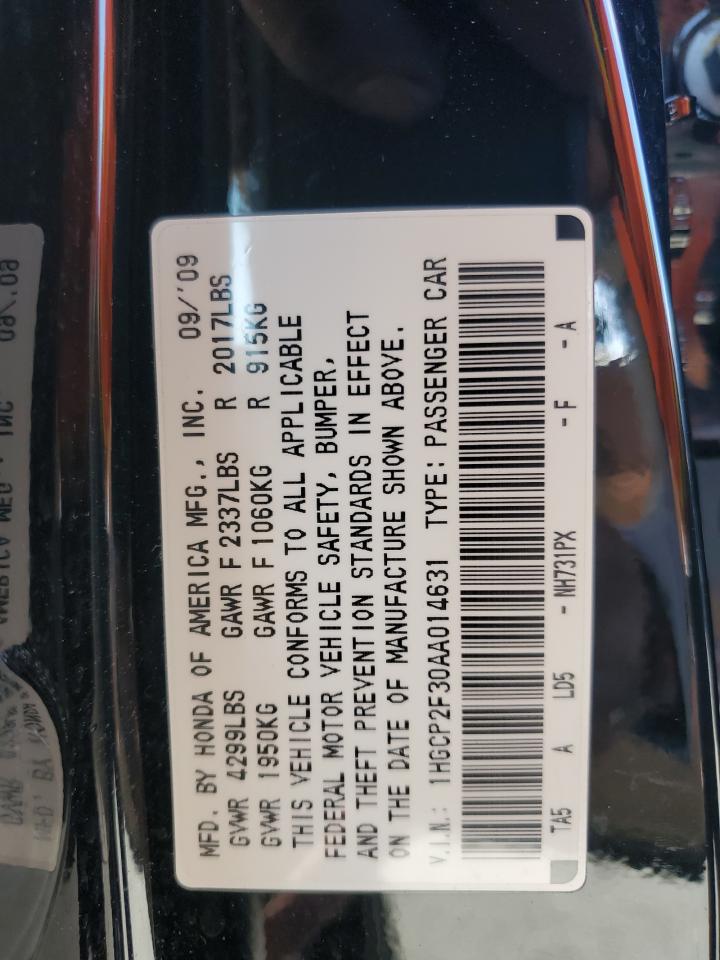 MFD. BY HONDA OF AMERICA MFG., INC. 09/'09
GVWR 4299LBS GAWR F 2337LBS R 2017LBS
GVWR 1950KG GAWR F 1060KG R 915KG
THIS VEHICLE CONFORMS TO ALL APPLICABLE
FEDERAL MOTOR VEHICLE SAFETY, BUMPER,
AND THEFT PREVENTION STANDARDS IN EFFECT
ON THE DATE OF MANUFACTURE SHOWN ABOVE.
V.I.N.: 1HGCP2F30AA014631 TYPE: PASSENGER CAR
TA5 A LD5 - NH731PX - F - A